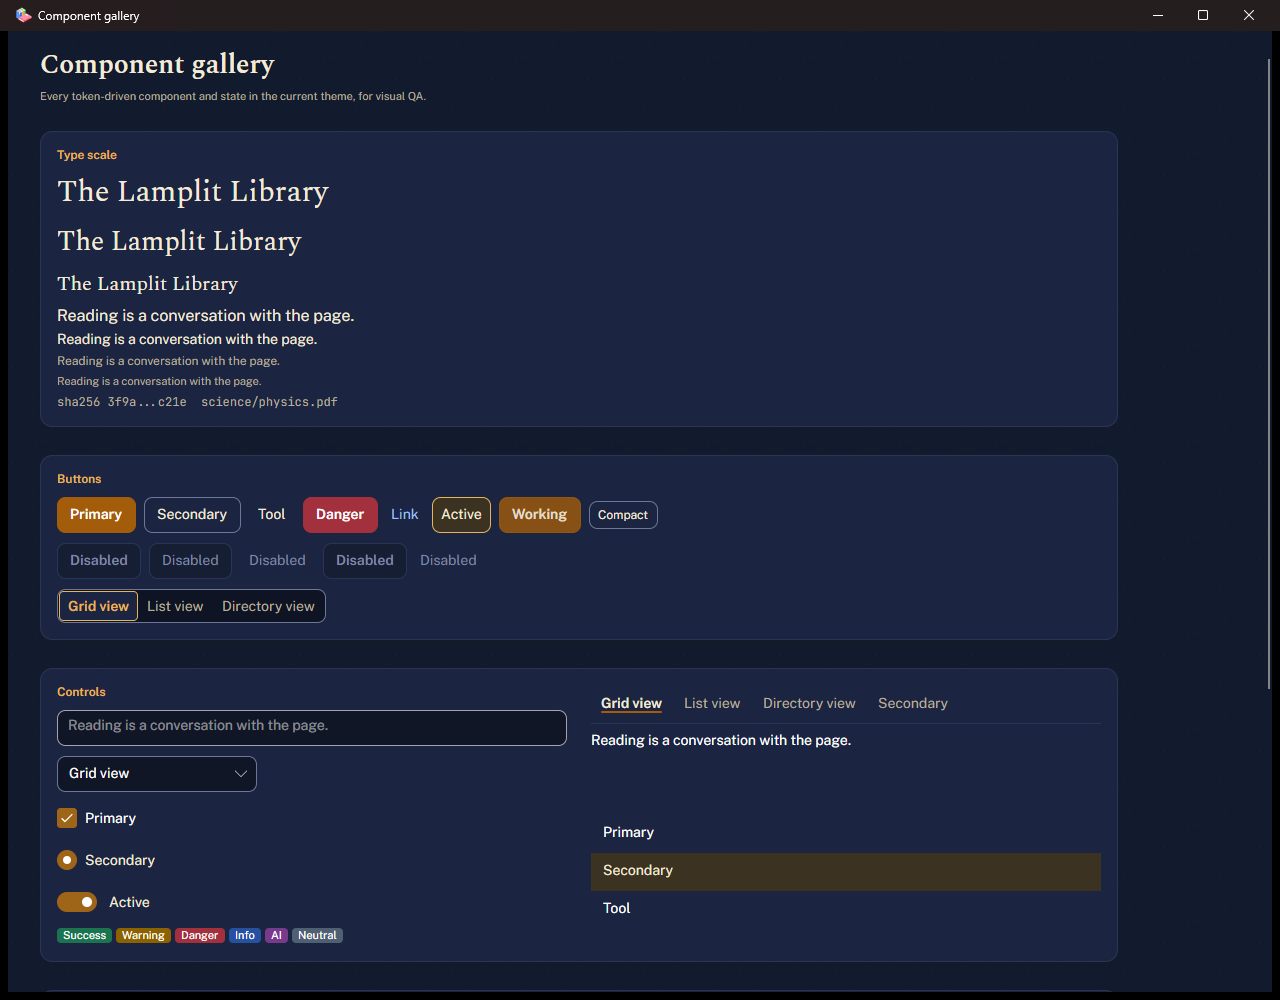 Component gallery
Component gallery
Every token-driven component and state in the current theme, for visual QA.
Type scale
The Lamplit Library
The Lamplit Library
The Lamplit Library
Reading is a conversation with the page.
Reading is a conversation with the page.
Reading is a conversation with the page.
Reading is a conversation with the page.
sha256 3f9a...c21e  science/physics.pdf
Buttons
Primary Secondary Tool Danger Link Active Working Compact
Disabled Disabled Disabled Disabled Disabled
Grid view List view Directory view
Controls
Reading is a conversation with the page.
Grid view
Primary
Secondary
Active
Success Warning Danger Info AI Neutral
Grid view List view Directory view Secondary
Reading is a conversation with the page.
Primary
Secondary
Tool